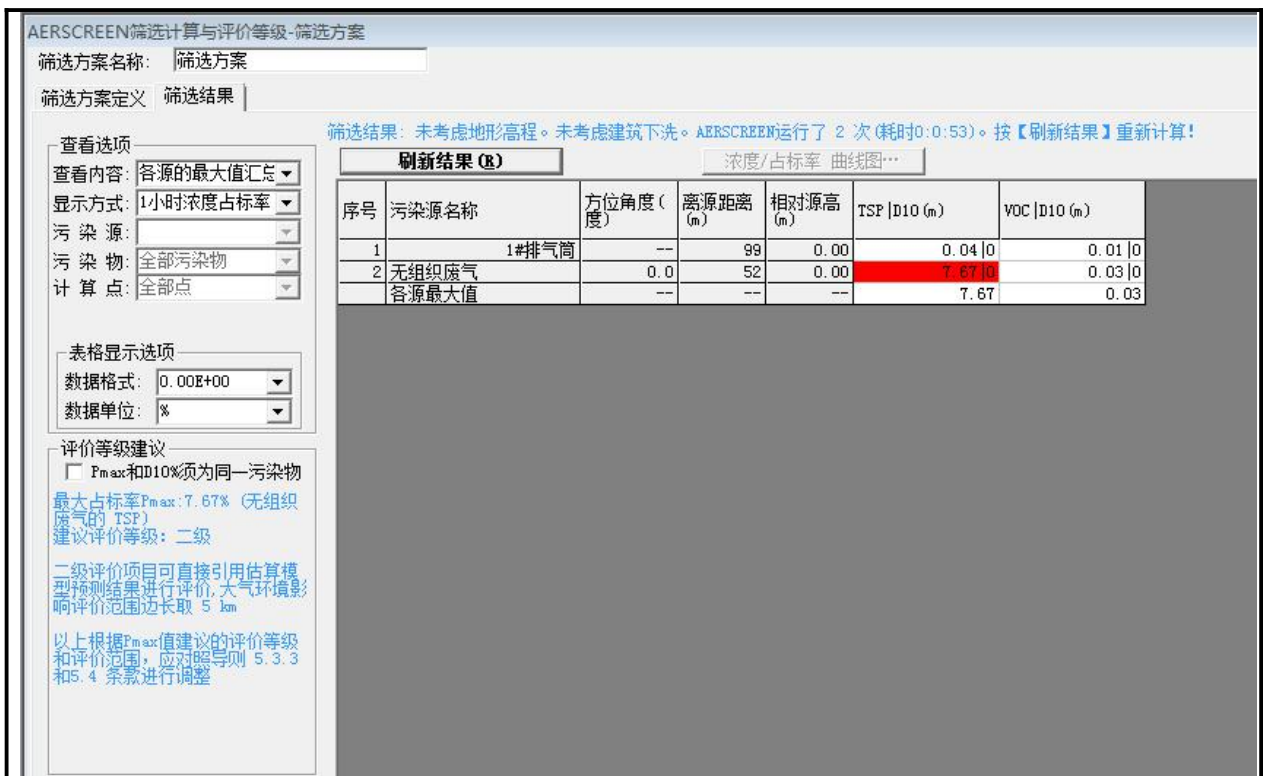 AERSCREEN筛选计算与评价等级-筛选方案
筛选方案名称: 筛选方案
筛选方案定义 筛选结果
筛选结果: 未考虑地形高程。未考虑建筑下洗。AERSCREEN运行了 2 次(耗时0:0:53)。按【刷新结果】重新计算!
查看选项
查看内容: 各源的最大值汇总
显示方式: 1小时浓度占标率
污 染 源:
污 染 物: 全部污染物
计 算 点: 全部点
刷新结果(R) 浓度/占标率 曲线图…
序号 污染源名称 方位角度(度) 离源距离(m) 相对源高(m) TSP|D10(m) VOC|D10(m)
1 1#排气筒 -- 99 0.00 0.04|0 0.01|0
2 无组织废气 0.0 52 0.00 7.67|0 0.03|0
各源最大值 -- -- -- 7.67 0.03
表格显示选项
数据格式: 0.00E+00
数据单位: %
评价等级建议
Pmax和D10%须为同一污染物
最大占标率Pmax:7.67% (无组织
废气的 TSP)
建议评价等级: 二级
二级评价项目可直接引用估算模
型预测结果进行评价,大气环境影
响评价范围边长取 5 km
以上根据Pmax值建议的评价等级
和评价范围, 应对照导则 5.3.3
和5.4 条款进行调整